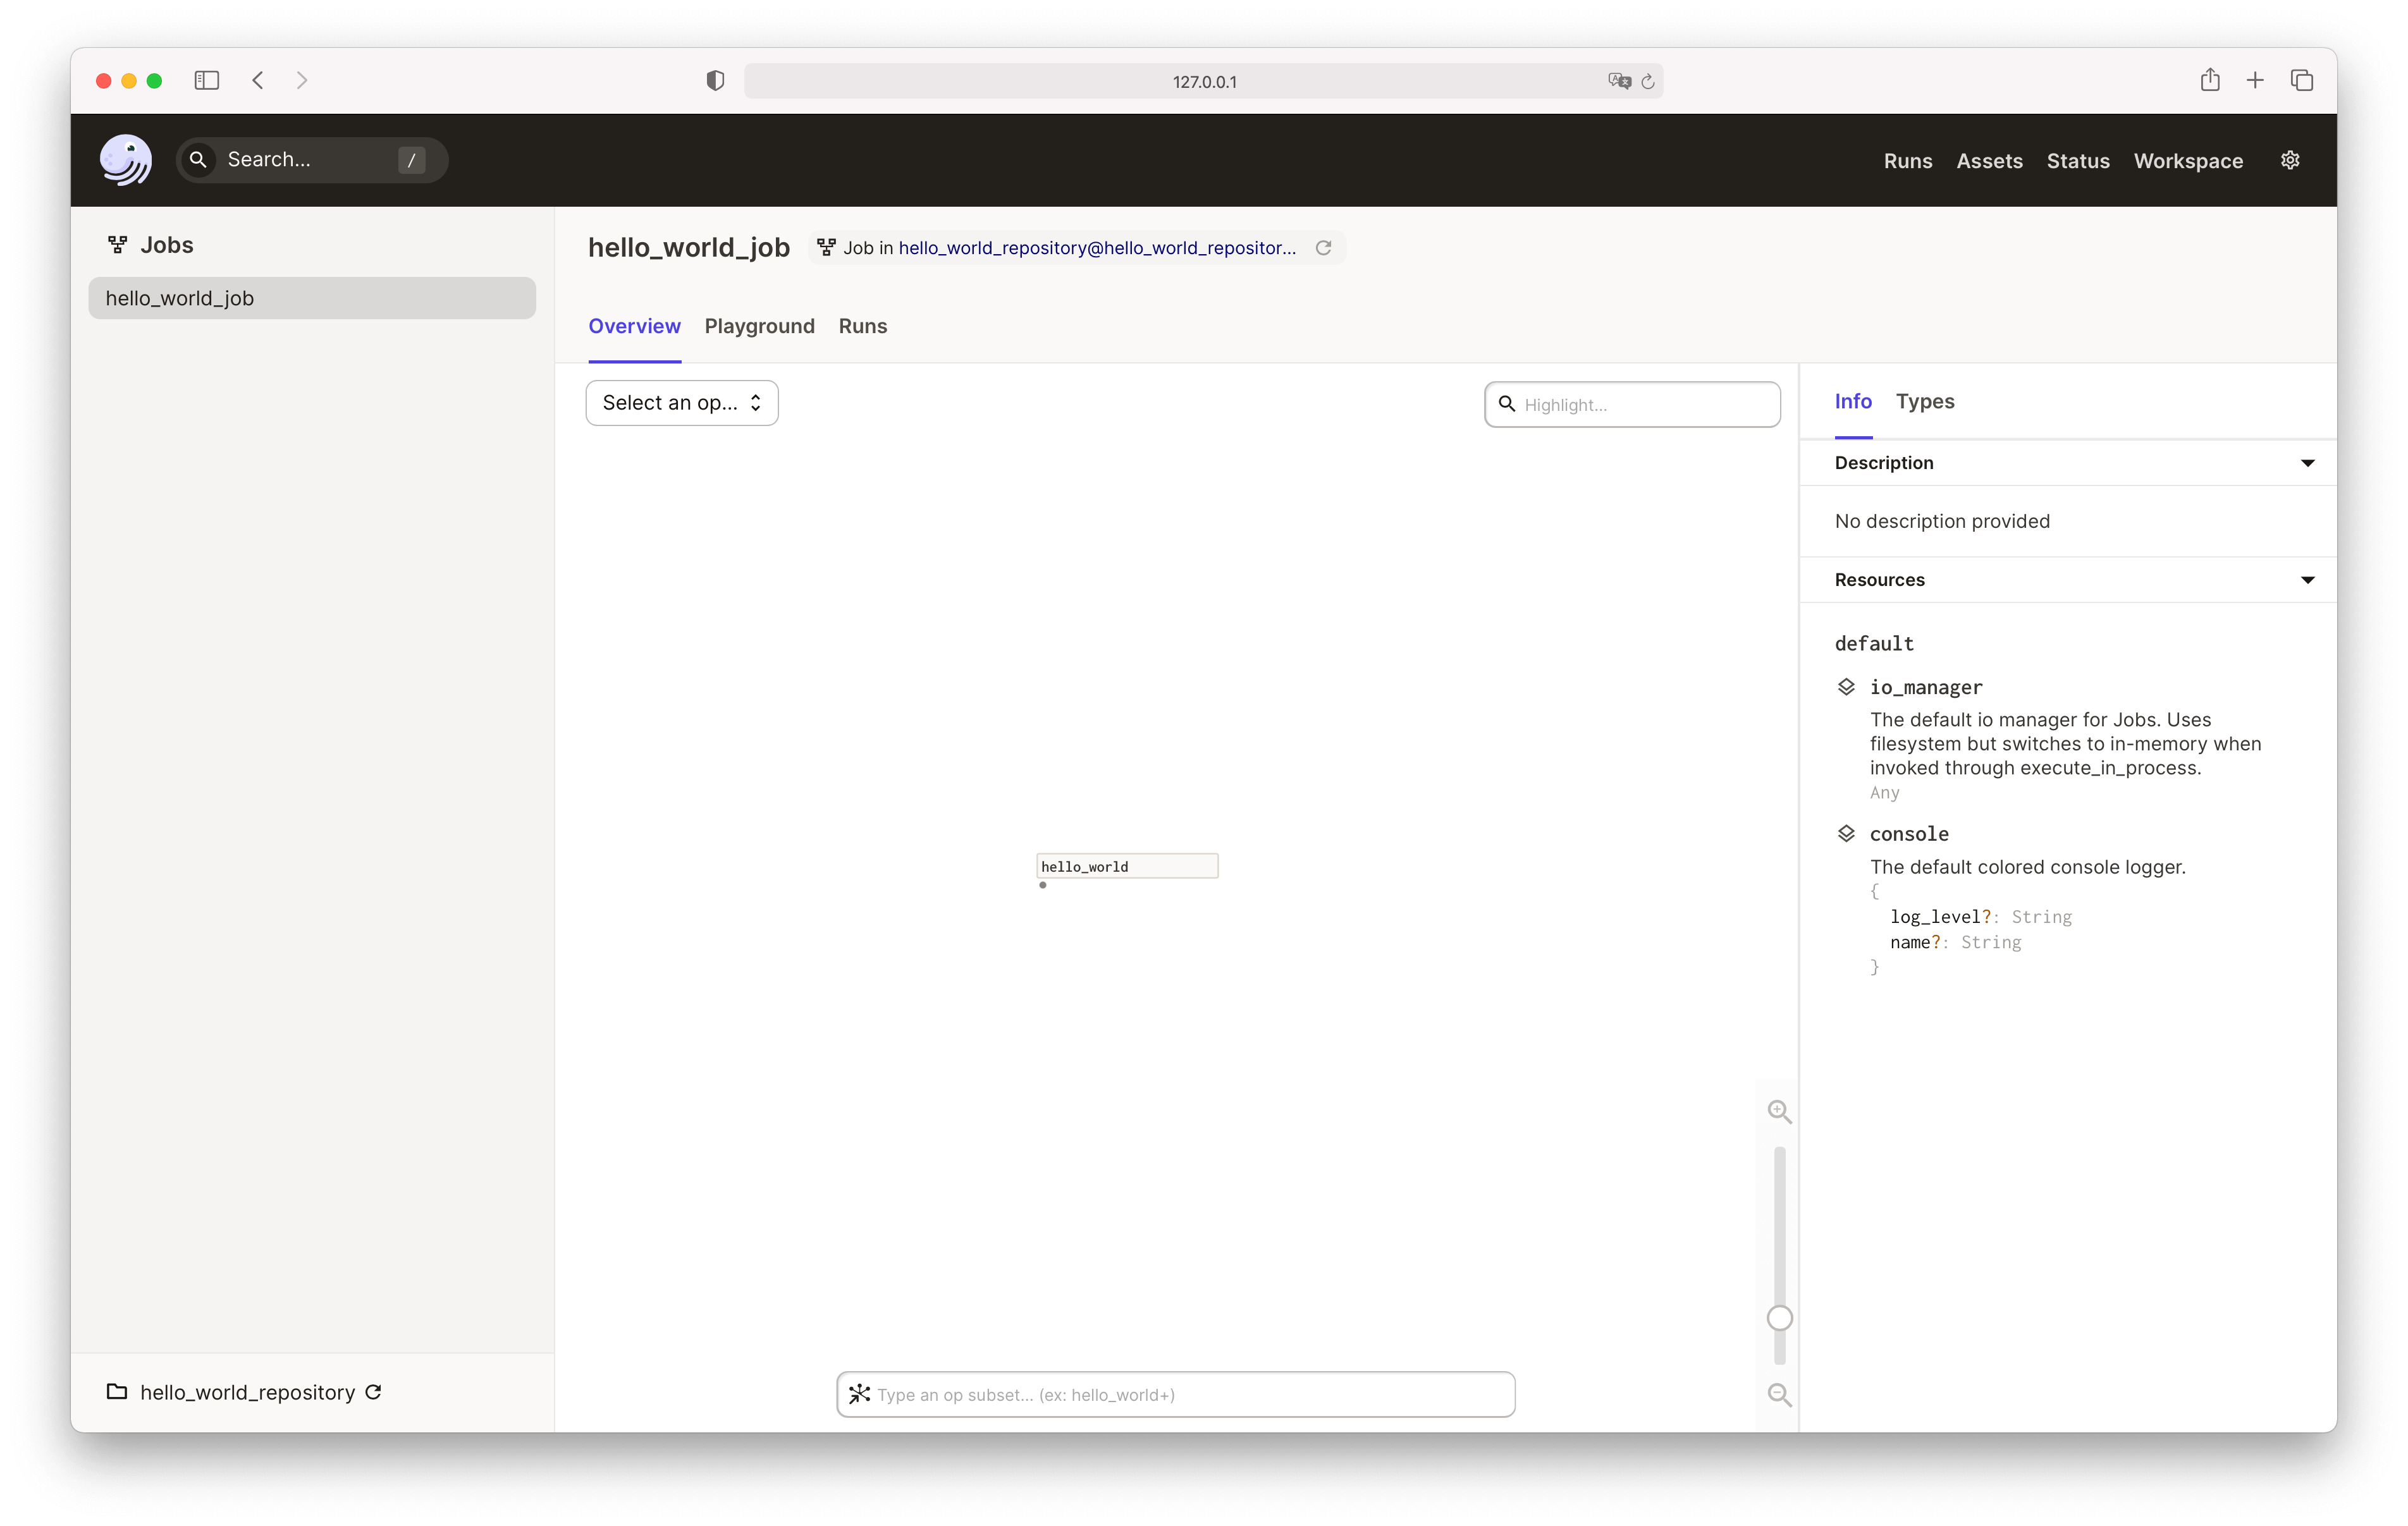 127.0.0.1
Search...
/
Runs
Assets
Status
Workspace
Jobs
hello_world_job
hello_world_job
Job in hello_world_repository@hello_world_repositor...
Overview
Playground
Runs
Select an op...
Highlight...
Info
Types
Description
No description provided
Resources
default
io_manager
The default io manager for Jobs. Uses
filesystem but switches to in-memory when
invoked through execute_in_process.
Any
console
The default colored console logger.
{
log_level?: String
name?: String
}
hello_world
hello_world_repository
Type an op subset... (ex: hello_world+)